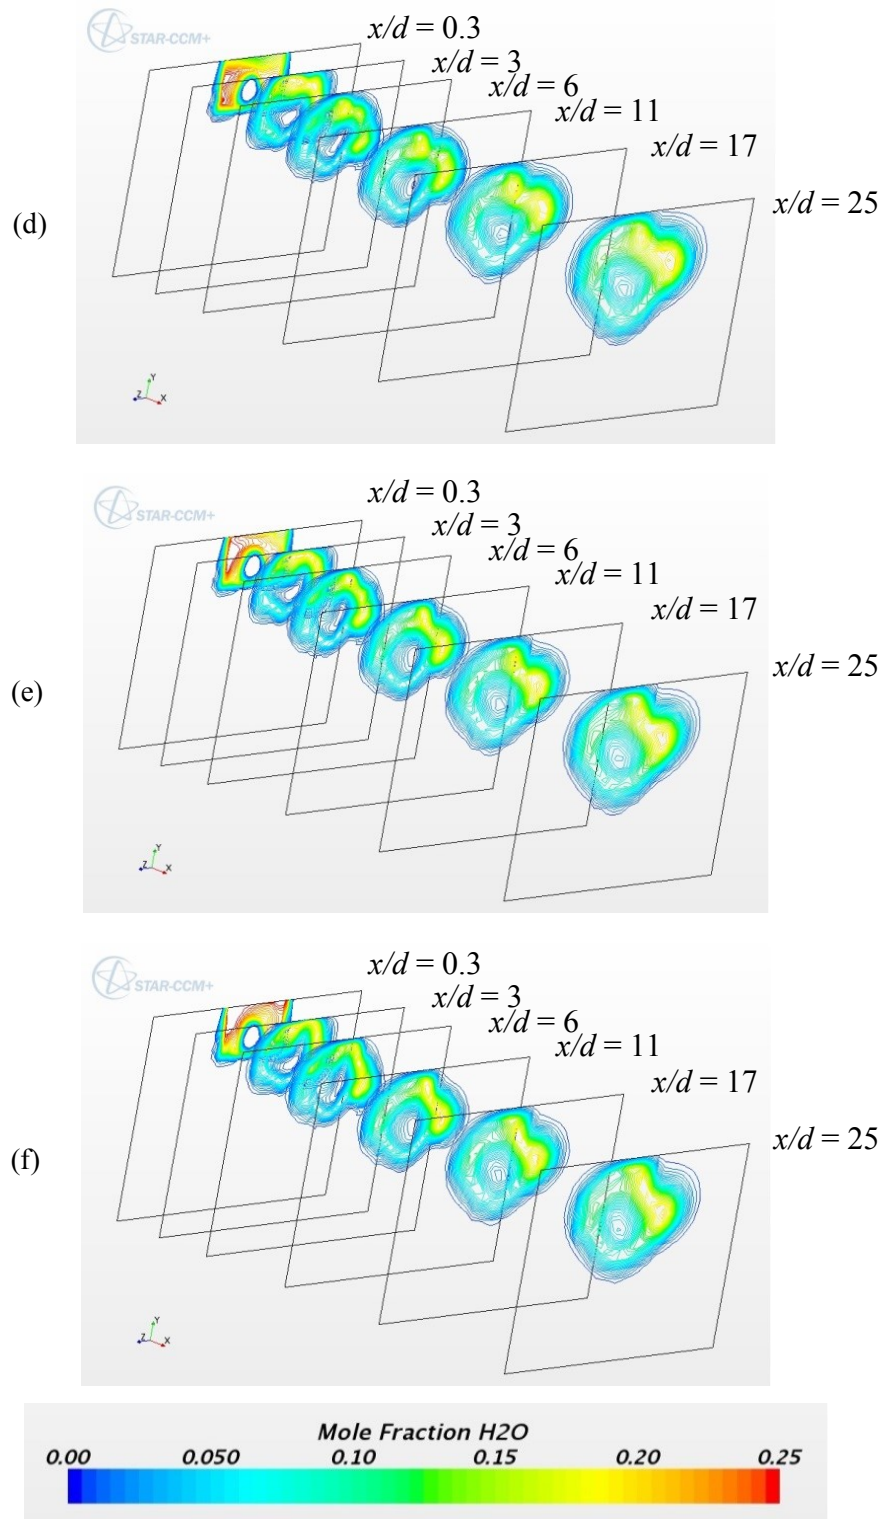 STAR-CCM+
x/d = 0.3
x/d = 3
x/d = 6
x/d = 11
x/d = 17
x/d = 25
(d)
Y
Z X
STAR-CCM+
x/d = 0.3
x/d = 3
x/d = 6
x/d = 11
x/d = 17
x/d = 25
(e)
Y
Z X
STAR-CCM+
x/d = 0.3
x/d = 3
x/d = 6
x/d = 11
x/d = 17
x/d = 25
(f)
Y
Z X
Mole Fraction H2O
0.00 0.050 0.10 0.15 0.20 0.25